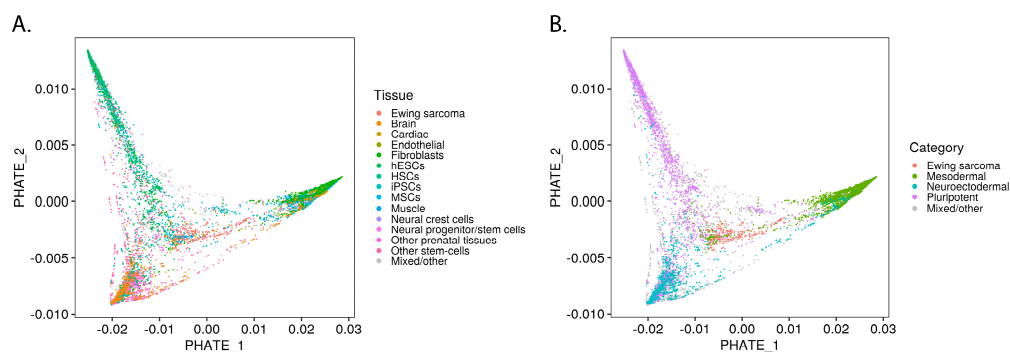 A.
PHATE_2
0.010
0.005
0.000
-0.005
-0.010
-0.02
-0.01
0.00
0.01
0.02
0.03
PHATE_1
Tissue
Ewing sarcoma
Brain
Cardiac
Endothelial
Fibroblasts
hESCs
HSCs
iPSCs
MSCs
Muscle
Neural crest cells
Neural progenitor/stem cells
Other prenatal tissues
Other stem-cells
Mixed/other
B.
PHATE_2
0.010
0.005
0.000
-0.005
-0.010
-0.02
-0.01
0.00
0.01
0.02
0.03
PHATE_1
Category
Ewing sarcoma
Mesodermal
Neuroectodermal
Pluripotent
Mixed/other